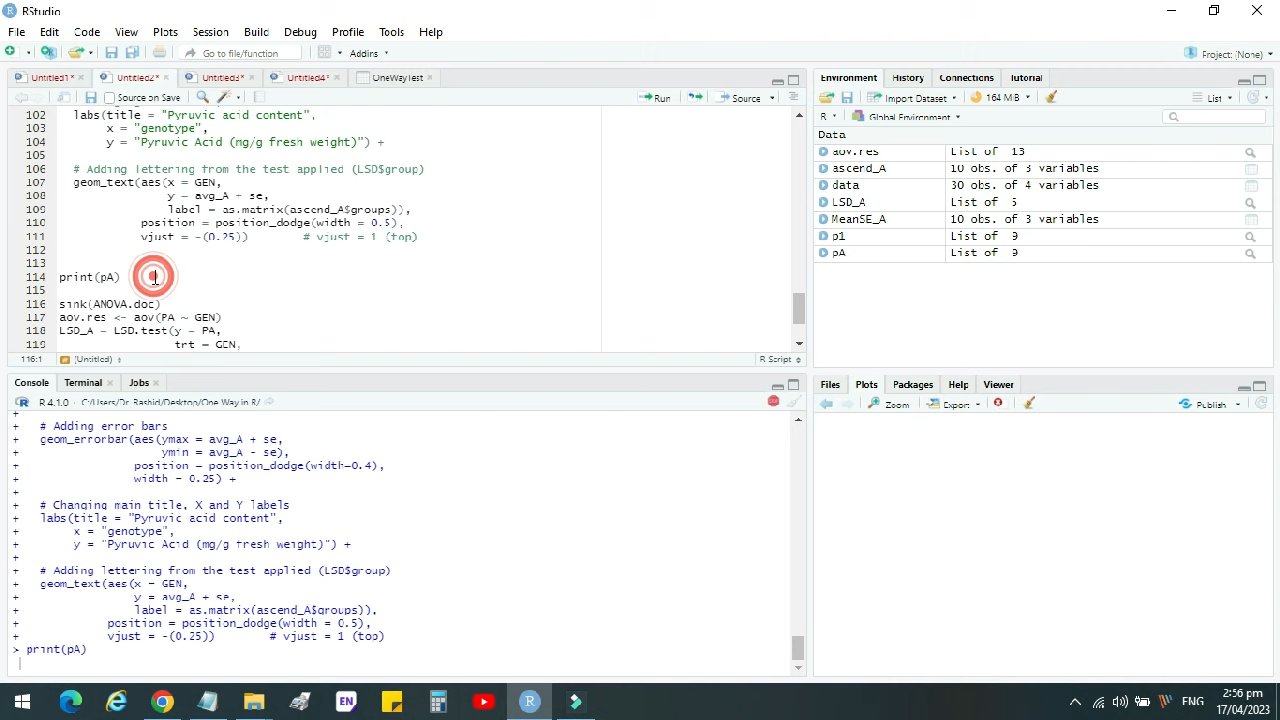 RStudio
File Edit Code View Plots Session Build Debug Profile Tools Help
Go to file/function Addins Project: (None)
Untitled1* Untitled2* Untitled3* Untitled4* OneWayTest
Source on Save Run Source
102 labs(title = "Pyruvic acid content",
103 x = "genotype",
104 y = "Pyruvic Acid (mg/g fresh weight)") +
105
106 # Adding lettering from the test applied (LSD$group)
107 geom_text(aes(x = GEN,
108 y = avg_A + se,
109 label = as.matrix(ascend_A$groups)),
110 position = position_dodge(width = 0.5),
111 vjust = -(0.25)) # vjust = 1 (top)
112
113
114 print(pA)
115
116 sink(ANOVA.doc)
117 aov.res <- aov(PA ~ GEN)
118 LSD_A = LSD.test(y = PA,
119 trt = GEN,
116:1 (Untitled) R Script
Console Terminal Jobs
R 4.1.0 · C:/Users/Dr. Rashid/Desktop/One Way in R/
+ # Adding error bars
+ geom_errorbar(aes(ymax = avg_A + se,
+ ymin = avg_A - se),
+ position = position_dodge(width=0.4),
+ width = 0.25) +
+
+ # Changing main title, X and Y labels
+ labs(title = "Pyruvic acid content",
+ x = "genotype",
+ y = "Pyruvic Acid (mg/g fresh weight)") +
+
+ # Adding lettering from the test applied (LSD$group)
+ geom_text(aes(x = GEN,
+ y = avg_A + se,
+ label = as.matrix(ascend_A$groups)),
+ position = position_dodge(width = 0.5),
+ vjust = -(0.25)) # vjust = 1 (top)
> print(pA)
Environment History Connections Tutorial
Import Dataset 164 MiB List
R Global Environment
Data
aov.res List of 13
ascend_A 10 obs. of 3 variables
data 30 obs. of 4 variables
LSD_A List of 5
MeanSE_A 10 obs. of 3 variables
p1 List of 9
pA List of 9
Files Plots Packages Help Viewer
Zoom Export Publish
EN
R
ENG
2:56 pm
17/04/2023